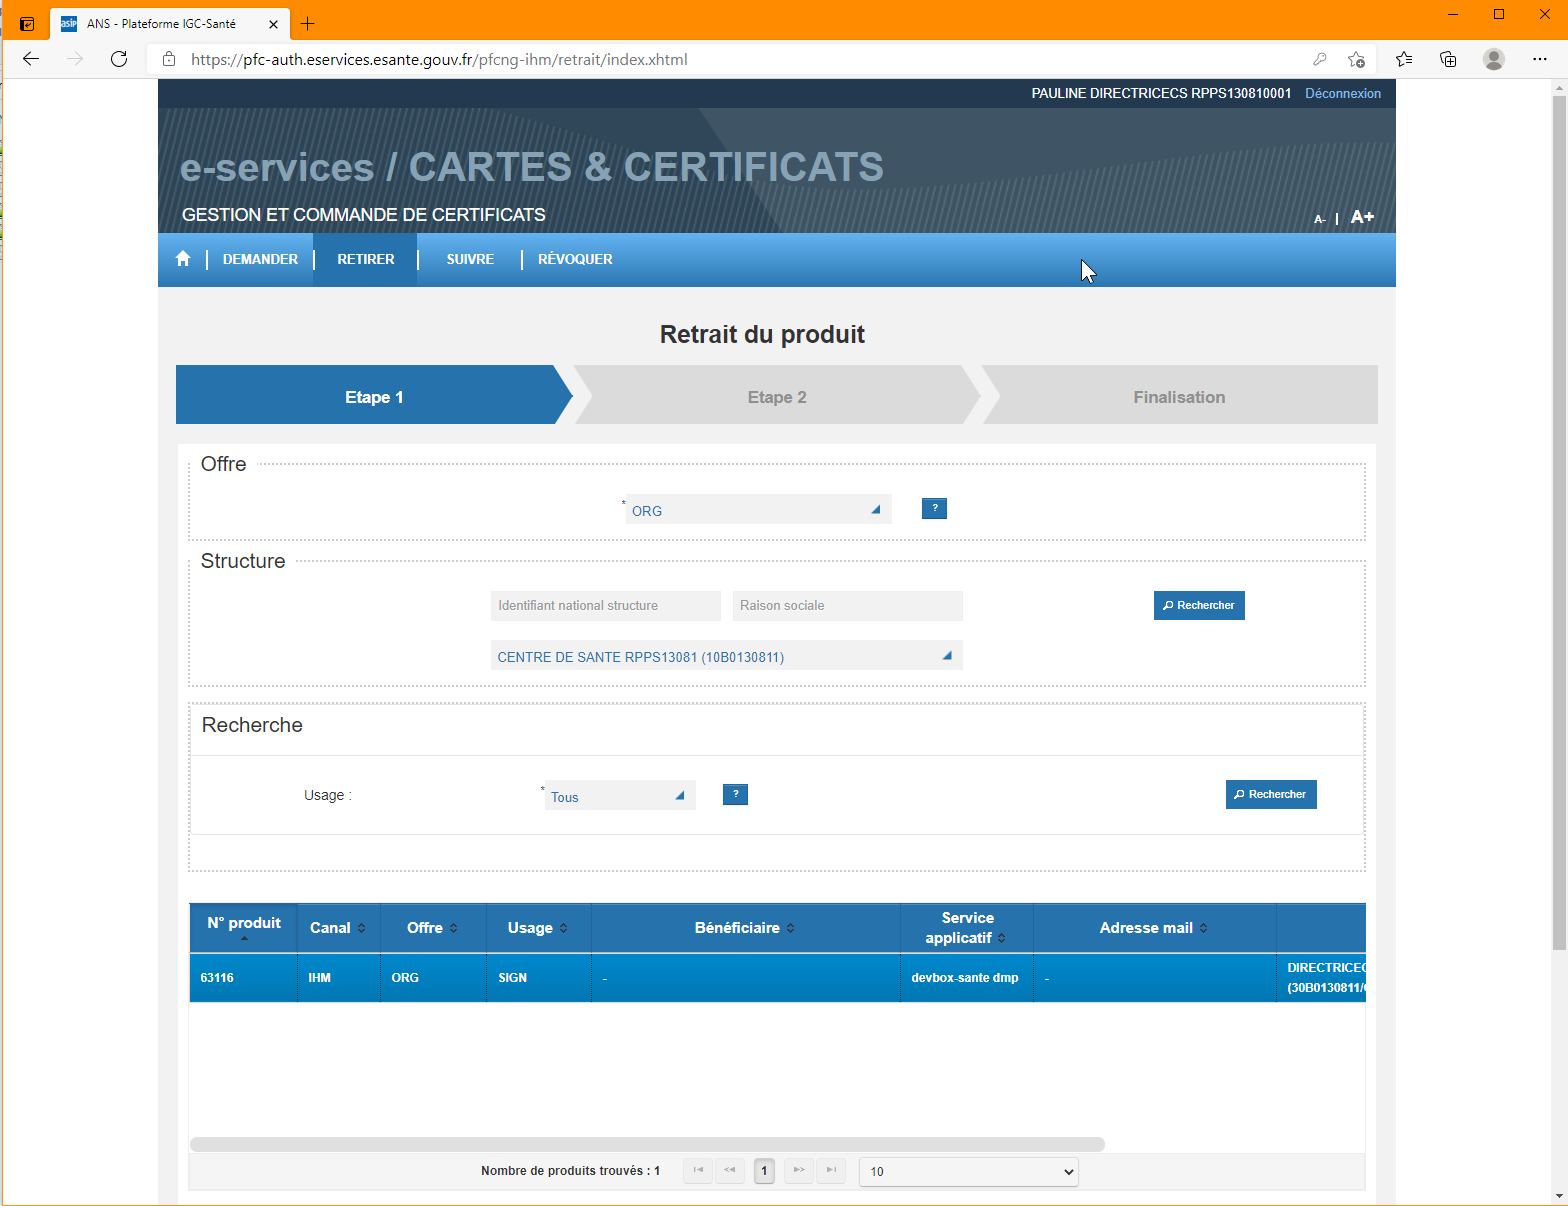 ANS - Plateforme IGC-Santé
https://pfc-auth.eservices.esante.gouv.fr/pfcng-ihm/retrait/index.xhtml
PAULINE DIRECTRICECS RPPS130810001 Déconnexion
e-services / CARTES & CERTIFICATS
GESTION ET COMMANDE DE CERTIFICATS
A- | A+
DEMANDER RETIRER SUIVRE RÉVOQUER
Retrait du produit
Etape 1 Etape 2 Finalisation
Offre
* ORG ?
Structure
Identifiant national structure Raison sociale Rechercher
CENTRE DE SANTE RPPS13081 (10B0130811)
Recherche
Usage : * Tous ? Rechercher
N° produit Canal Offre Usage Bénéficiaire Service applicatif Adresse mail
63116 IHM ORG SIGN - devbox-sante dmp - DIRECTRICEC
(30B0130811/
Nombre de produits trouvés : 1 1 10